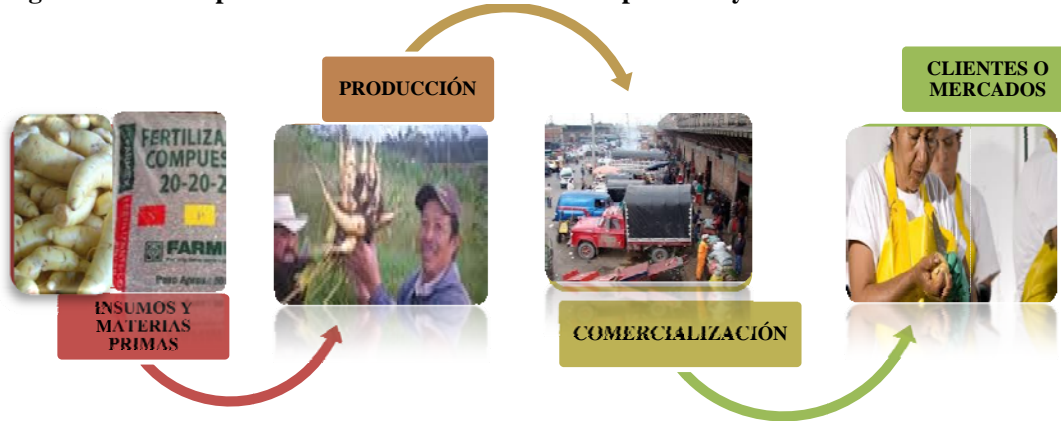 PRODUCCIÓN
CLIENTES O
MERCADOS
FERTILIZA
COMPUES
20-20-2
FARM
INSUMOS Y
MATERIAS
PRIMAS
COMERCIALIZACIÓN